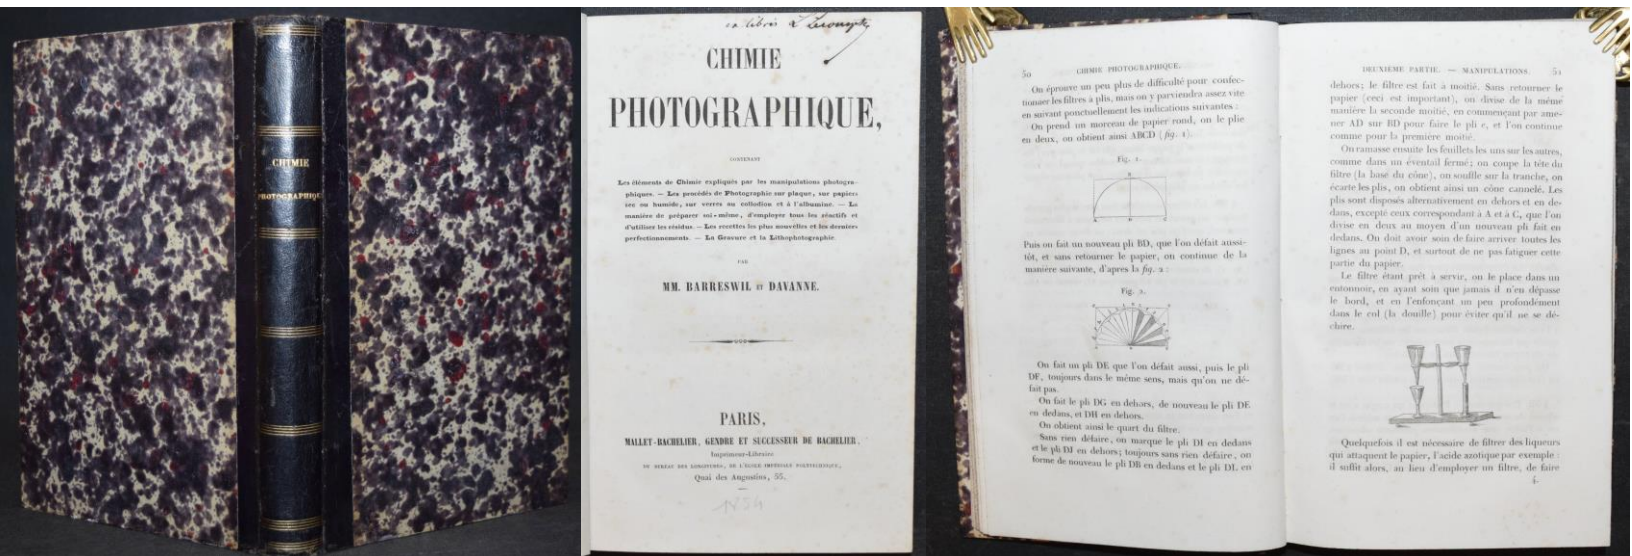 CHIMIE
PHOTOGRAPHIQUE
ex libris L Lecompte
CHIMIE
PHOTOGRAPHIQUE,
CONTENANT
Les éléments de Chimie expliqués par les manipulations photogra-
phiques. — Les procédés de Photographie sur plaque, sur papiers
sec ou humide, sur verres au collodion et à l'albumine. — La
manière de préparer soi-même, d'employer tous les réactifs et
d'utiliser les résidus. — Les recettes les plus nouvelles et les derniers
perfectionnements. — La Gravure et la Lithophotographie.
PAR
MM. BARRESWIL ET DAVANNE.
PARIS,
MALLET-BACHELIER, GENDRE ET SUCCESSEUR DE BACHELIER,
Imprimeur-Libraire
DU BUREAU DES LONGITUDES, DE L'ÉCOLE IMPÉRIALE POLYTECHNIQUE,
Quai des Augustins, 55.
1854
50 CHIMIE PHOTOGRAPHIQUE.
On éprouve un peu plus de difficulté pour confec-
tionner les filtres à plis, mais on y parviendra assez vite
en suivant ponctuellement les indications suivantes :
On prend un morceau de papier rond, on le plie
en deux, on obtient ainsi ABCD (fig. 1).
Fig. 1.
Puis on fait un nouveau pli BD, que l'on défait aussi-
tôt, et sans retourner le papier, on continue de la
manière suivante, d'apres la fig. 2 :
Fig. 2.
On fait un pli DE que l'on défait aussi, puis le pli
DF, toujours dans le même sens, mais qu'on ne dé-
fait pas.
On fait le pli DG en dehors, de nouveau le pli DE
en dedans, et DH en dehors.
On obtient ainsi le quart du filtre.
Sans rien défaire, on marque le pli DI en dedans
et le pli DJ en dehors; toujours sans rien défaire, on
forme de nouveau le pli DB en dedans et le pli DL en
DEUXIÈME PARTIE. — MANIPULATIONS. 51
dehors; le filtre est fait à moitié. Sans retourner le
papier (ceci est important), on divise de la même
manière la seconde moitié, en commençant par ame-
ner AD sur BD pour faire le pli e, et l'on continue
comme pour la première moitié.
On ramasse ensuite les feuillets les uns sur les autres,
comme dans un éventail fermé; on coupe la tête du
filtre (la base du cône), on souffle sur la tranche, on
écarte les plis, on obtient ainsi un cône cannelé. Les
plis sont disposés alternativement en dehors et en de-
dans, excepté ceux correspondant à A et à C, que l'on
divise en deux au moyen d'un nouveau pli fait en
dedans. On doit avoir soin de faire arriver toutes les
lignes au point D, et surtout de ne pas fatiguer cette
partie du papier.
Le filtre étant prêt à servir, on le place dans un
entonnoir, en ayant soin que jamais il n'en dépasse
le bord, et en l'enfonçant un peu profondément
dans le col (la douille) pour éviter qu'il ne se dé-
chire.
Quelquefois il est nécessaire de filtrer des liqueurs
qui attaquent le papier, l'acide azotique par exemple :
il suffit alors, au lieu d'employer un filtre, de faire
4.